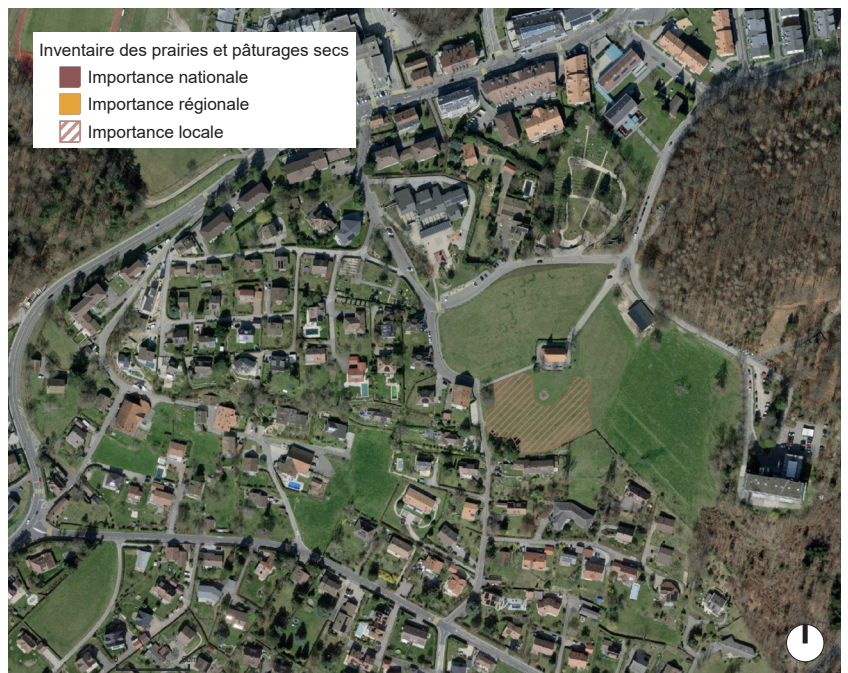 Inventaire des prairies et pâturages secs
Importance nationale
Importance régionale
Importance locale